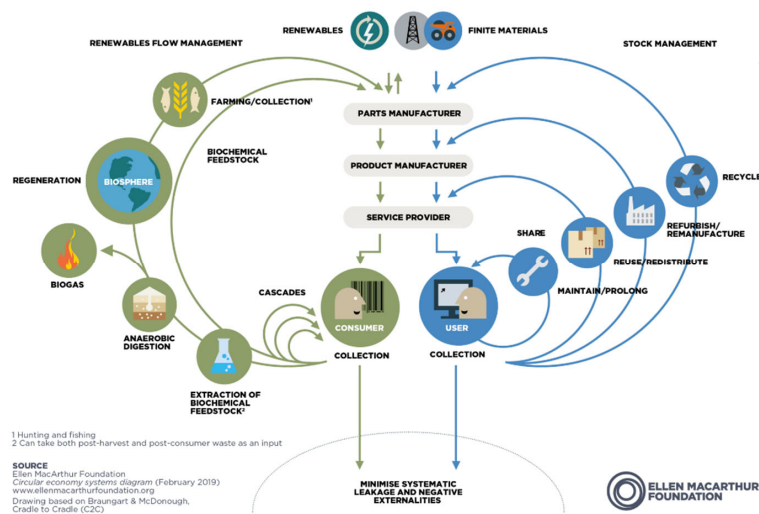 RENEWABLES
FINITE MATERIALS
RENEWABLES FLOW MANAGEMENT
STOCK MANAGEMENT
FARMING/COLLECTION¹
PARTS MANUFACTURER
BIOCHEMICAL
FEEDSTOCK
PRODUCT MANUFACTURER
REGENERATION
BIOSPHERE
RECYCLE
SERVICE PROVIDER
REFURBISH/
REMANUFACTURE
SHARE
REUSE/REDISTRIBUTE
BIOGAS
CASCADES
MAINTAIN/PROLONG
CONSUMER
USER
ANAEROBIC
DIGESTION
COLLECTION
COLLECTION
EXTRACTION OF
BIOCHEMICAL
FEEDSTOCK²
1 Hunting and fishing
2 Can take both post-harvest and post-consumer waste as an input
SOURCE
Ellen MacArthur Foundation
Circular economy systems diagram (February 2019)
www.ellenmacarthurfoundation.org
Drawing based on Braungart & McDonough,
Cradle to Cradle (C2C)
MINIMISE SYSTEMATIC
LEAKAGE AND NEGATIVE
EXTERNALITIES
ELLEN MACARTHUR
FOUNDATION